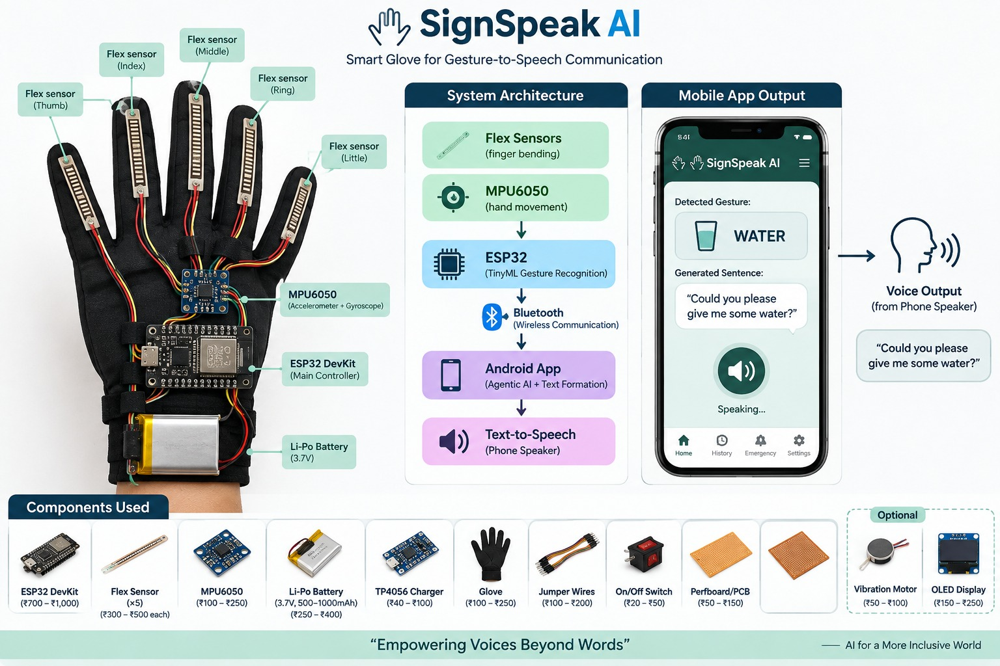 SignSpeak AI
Smart Glove for Gesture-to-Speech Communication
Flex sensor
(Thumb)
Flex sensor
(Index)
Flex sensor
(Middle)
Flex sensor
(Ring)
Flex sensor
(Little)
MPU6050
(Accelerometer + Gyroscope)
ESP32 DevKit
(Main Controller)
Li-Po Battery
(3.7V)
System Architecture
Flex Sensors
(finger bending)
MPU6050
(hand movement)
ESP32
(TinyML Gesture Recognition)
Bluetooth
(Wireless Communication)
Android App
(Agentic AI + Text Formation)
Text-to-Speech
(Phone Speaker)
Mobile App Output
SignSpeak AI
Detected Gesture:
WATER
Generated Sentence:
“Could you please
give me some water?”
Speaking...
Home
History
Emergency
Settings
Voice Output
(from Phone Speaker)
“Could you please
give me some water?”
Components Used
ESP32 DevKit
(₹700 – ₹1,000)
Flex Sensor
(×5)
(₹300 – ₹500 each)
MPU6050
(₹100 – ₹250)
Li-Po Battery
(3.7V, 500–1000mAh)
(₹250 – ₹400)
TP4056 Charger
(₹40 – ₹100)
Glove
(₹100 – ₹250)
Jumper Wires
(₹100 – ₹200)
On/Off Switch
(₹20 – ₹50)
Perfboard/PCB
(₹50 – ₹150)
Optional
Vibration Motor
(₹50 – ₹100)
OLED Display
(₹150 – ₹250)
“Empowering Voices Beyond Words”
AI for a More Inclusive World